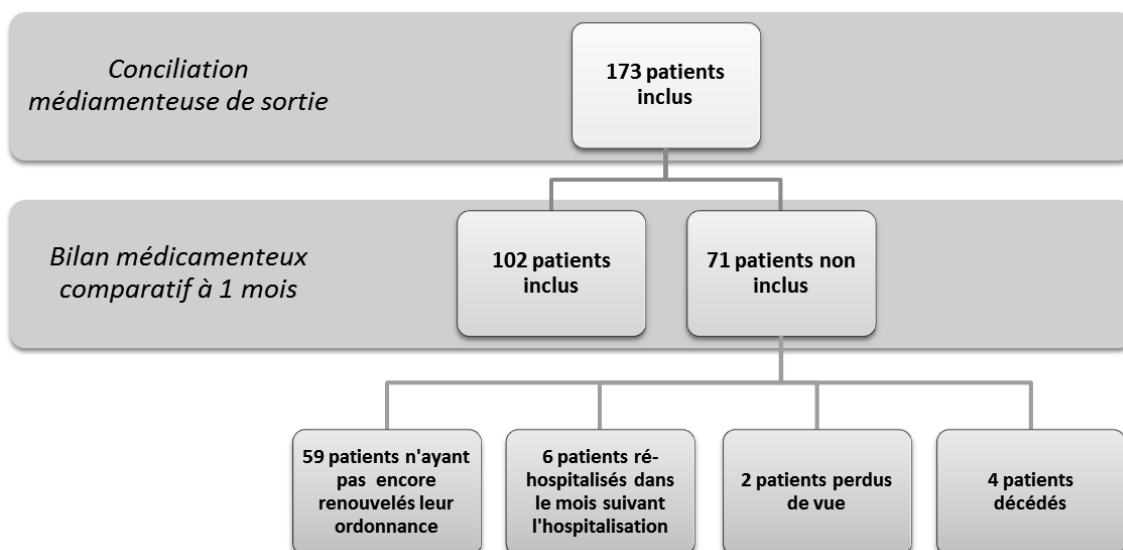 Conciliation
médiamenteuse de sortie
173 patients
inclus
Bilan médicamenteux
comparatif à 1 mois
102 patients
inclus
71 patients non
inclus
59 patients n'ayant
pas encore
renouvelés leur
ordonnance
6 patients ré-
hospitalisés dans
le mois suivant
l'hospitalisation
2 patients perdus
de vue
4 patients
décédés